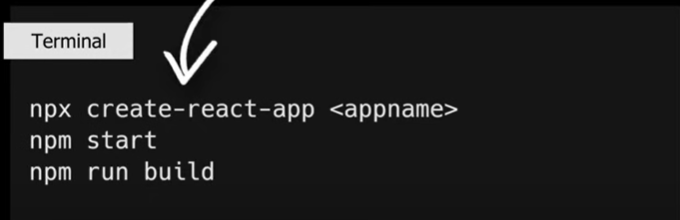 Terminal
npx create-react-app <appname>
npm start
npm run build